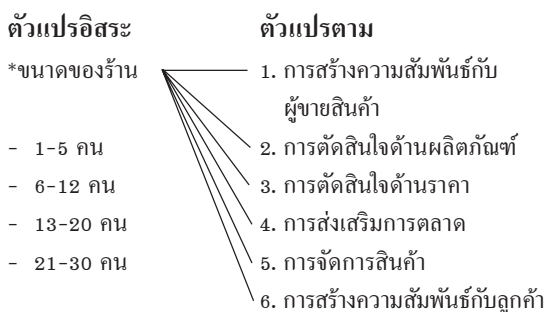 ตัวแปรอิสระ ตัวแปรตาม
*ขนาดของร้าน 1. การสร้างความสัมพันธ์กับ
ผู้ขายสินค้า
- 1-5 คน 2. การตัดสินใจด้านผลิตภัณฑ์
- 6-12 คน 3. การตัดสินใจด้านราคา
- 13-20 คน 4. การส่งเสริมการตลาด
- 21-30 คน 5. การจัดการสินค้า
6. การสร้างความสัมพันธ์กับลูกค้า